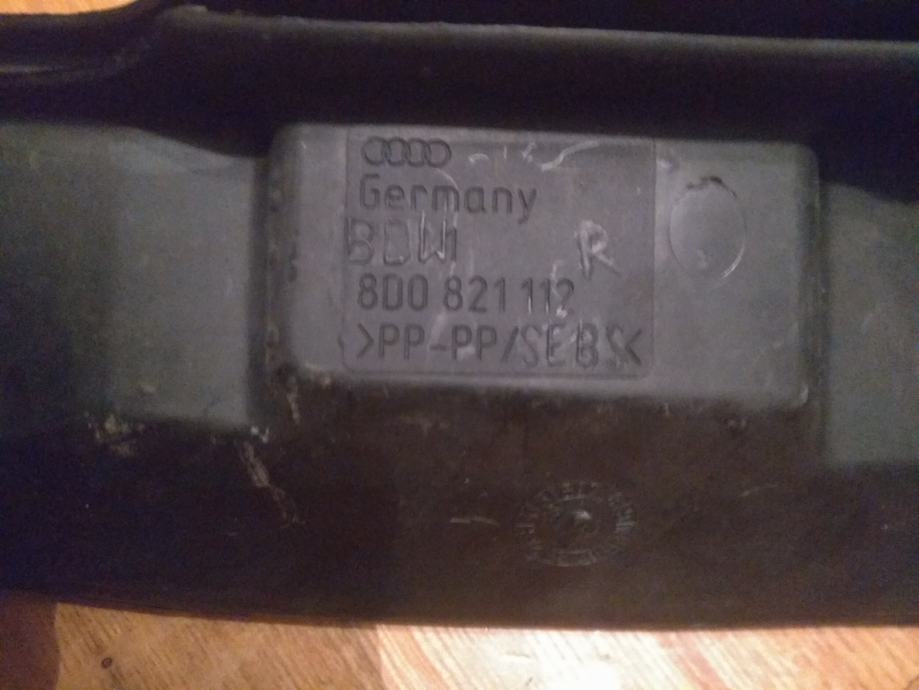 Germany
BDW1 R
8D0 821 112
>PP-PP/SEBS<